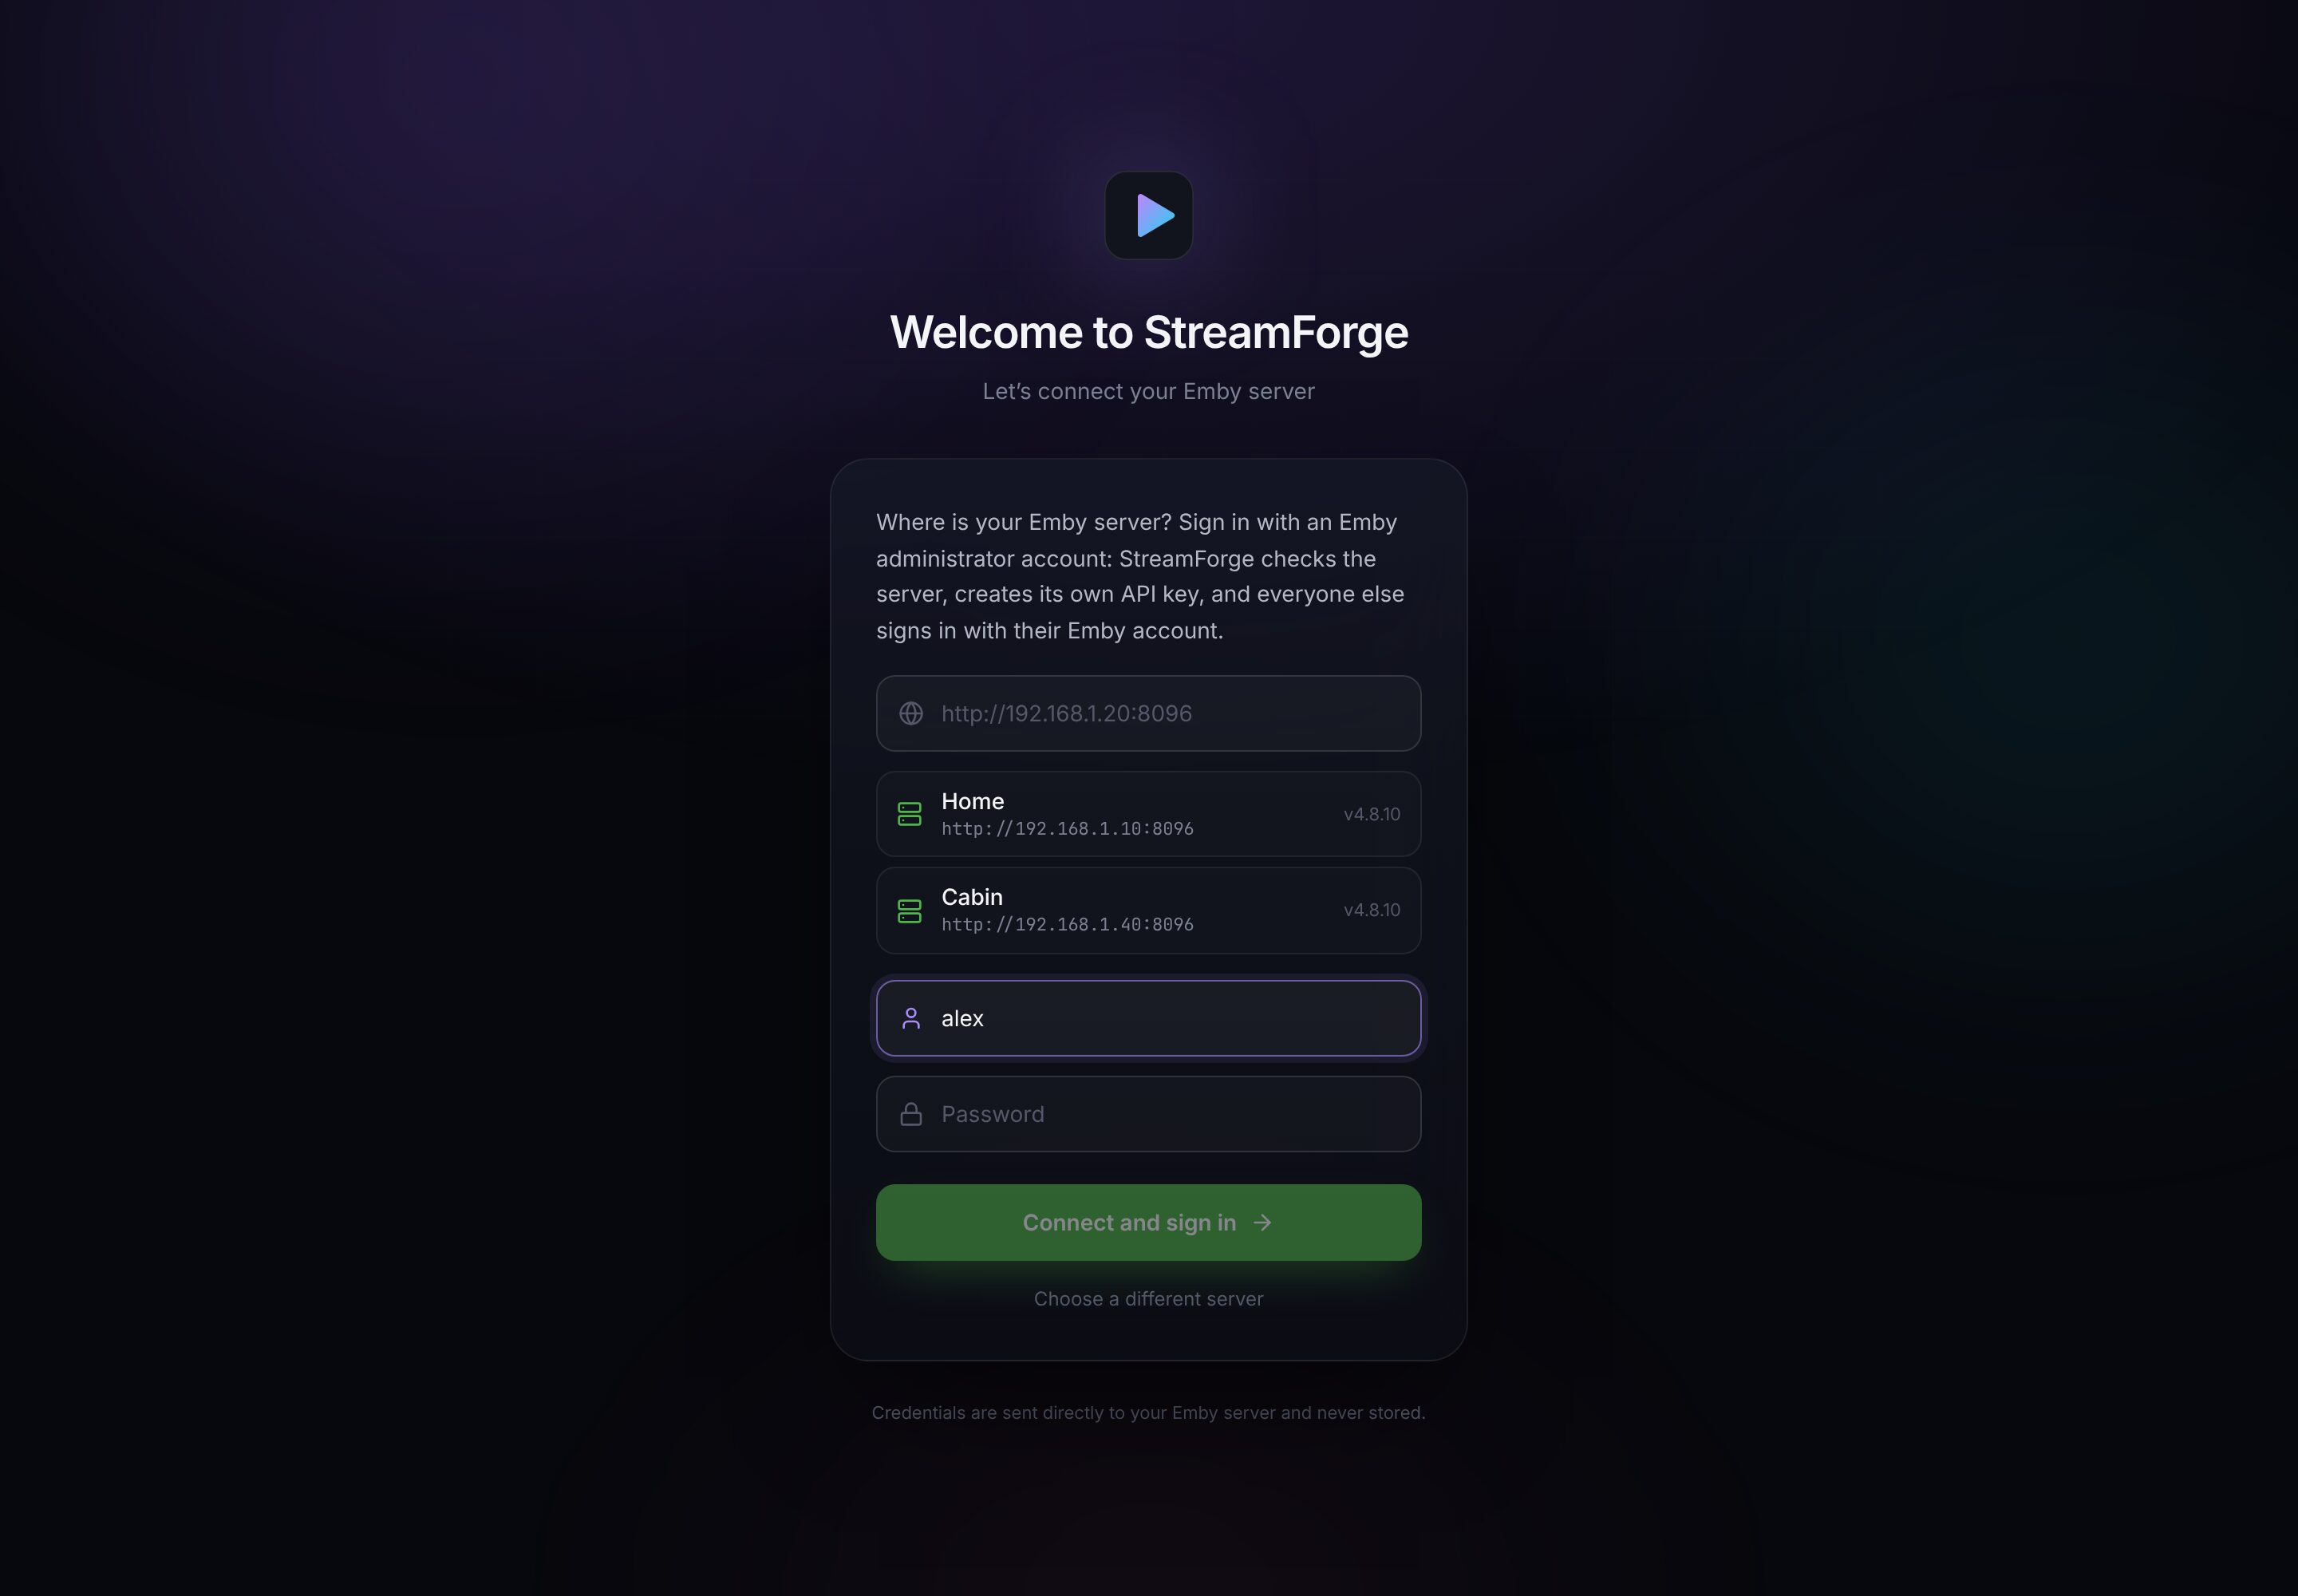 Welcome to StreamForge
Let’s connect your Emby server
Where is your Emby server? Sign in with an Emby
administrator account: StreamForge checks the
server, creates its own API key, and everyone else
signs in with their Emby account.
http://192.168.1.20:8096
Home
http://192.168.1.10:8096
v4.8.10
Cabin
http://192.168.1.40:8096
v4.8.10
alex
Password
Connect and sign in →
Choose a different server
Credentials are sent directly to your Emby server and never stored.